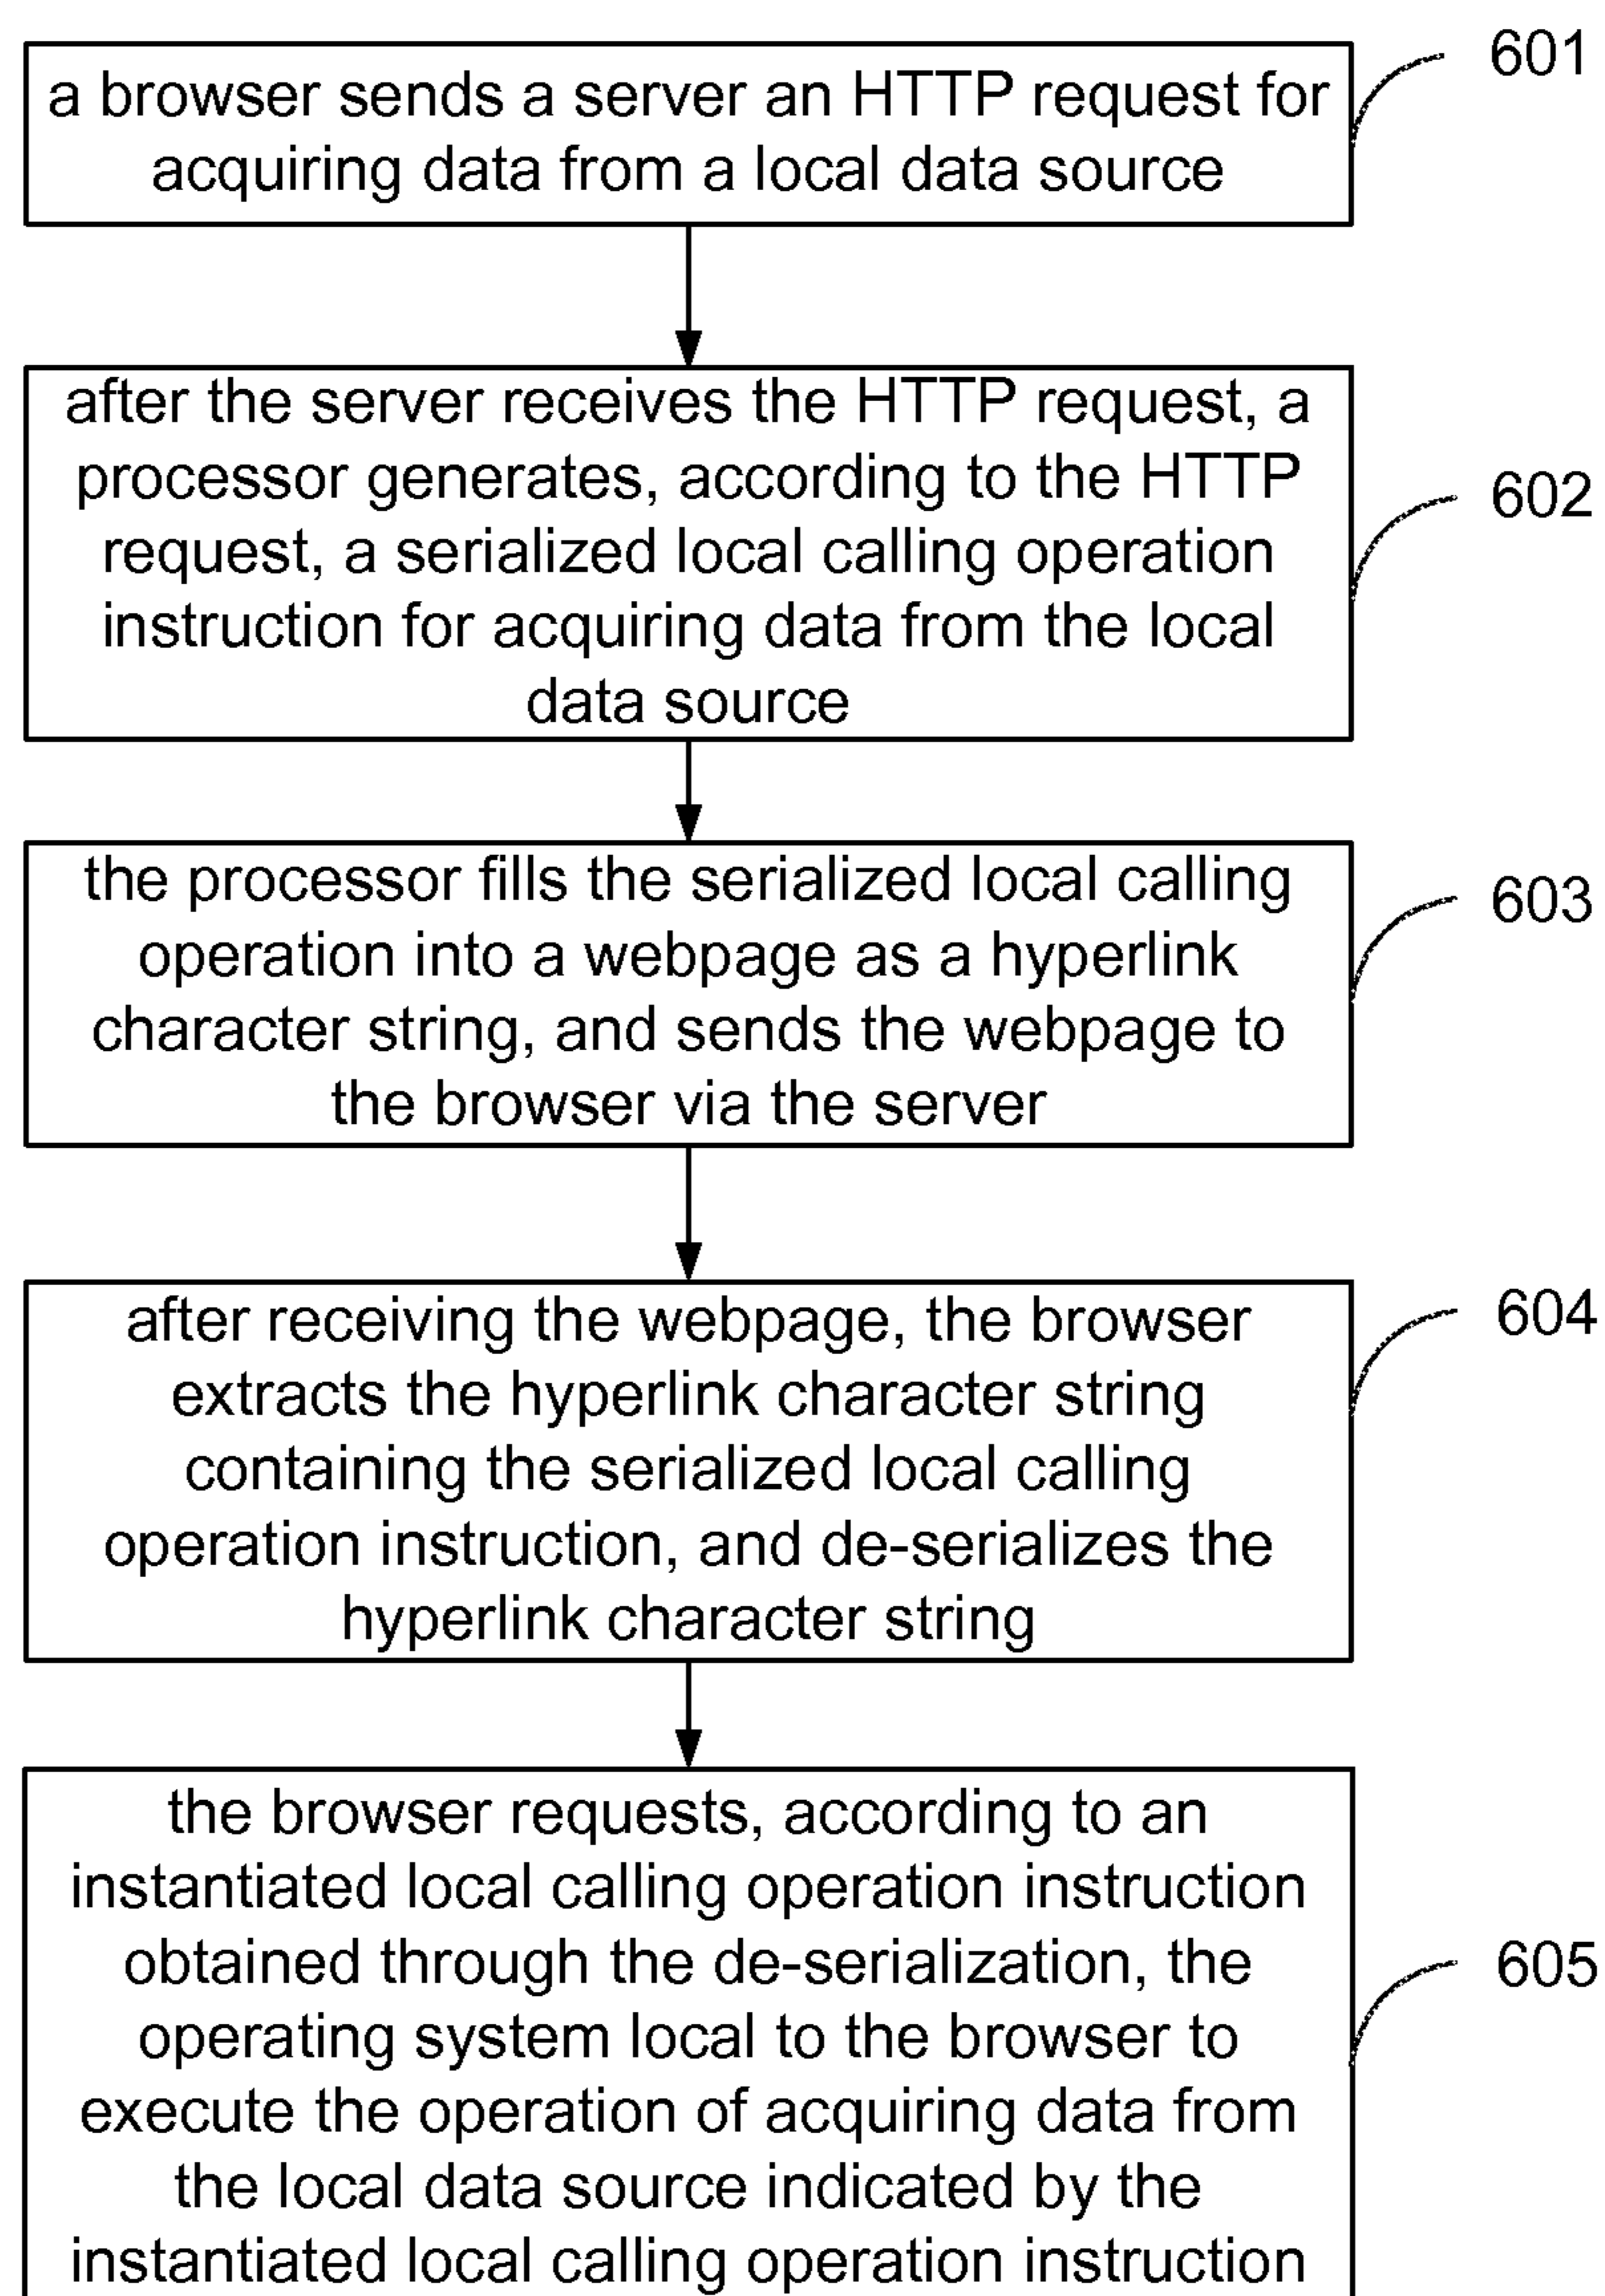 a browser sends a server an HTTP request for
acquiring data from a local data source
601
after the server receives the HTTP request, a
processor generates, according to the HTTP
request, a serialized local calling operation
instruction for acquiring data from the local
data source
602
the processor fills the serialized local calling
operation into a webpage as a hyperlink
character string, and sends the webpage to
the browser via the server
603
after receiving the webpage, the browser
extracts the hyperlink character string
containing the serialized local calling
operation instruction, and de-serializes the
hyperlink character string
604
the browser requests, according to an
instantiated local calling operation instruction
obtained through the de-serialization, the
operating system local to the browser to
execute the operation of acquiring data from
the local data source indicated by the
instantiated local calling operation instruction
605